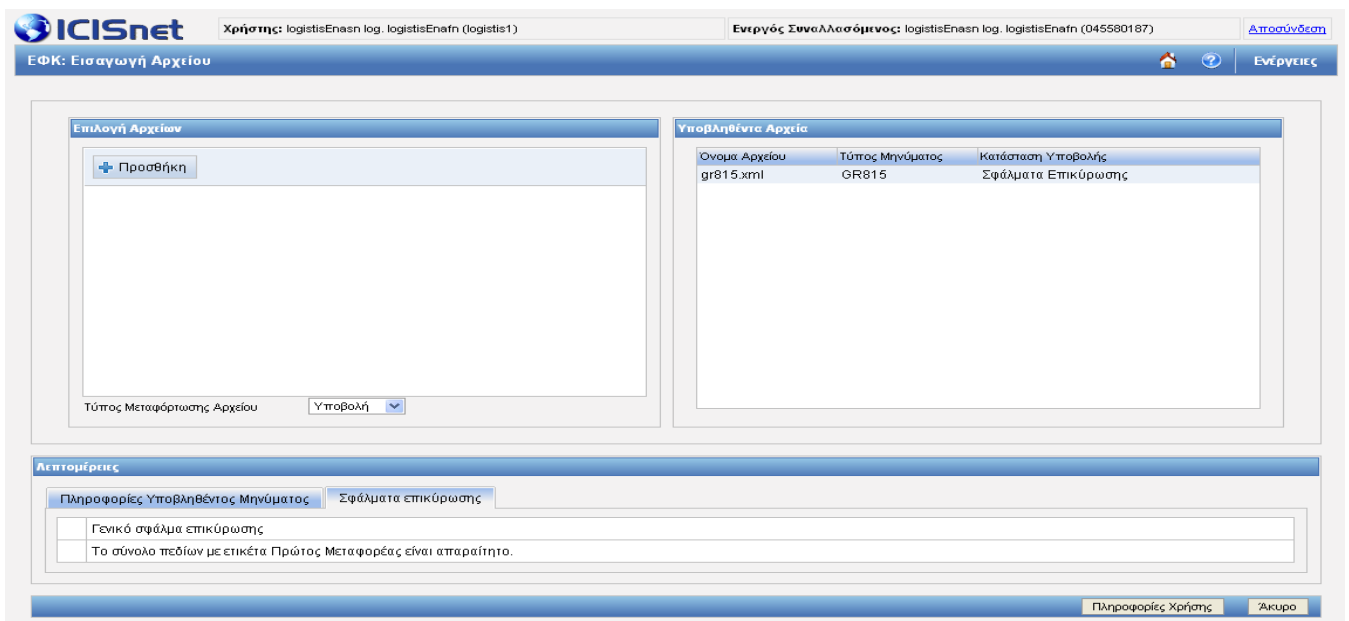 ICISnet
Χρήστης: logistisEnasn log. logistisEnafn (logistis1)
Ενεργός Συναλλασόμενος: logistisEnasn log. logistisEnafn (045580187)
Αποσύνδεση
ΕΦΚ: Εισαγωγή Αρχείου
Ενέργειες
Επιλογή Αρχείων
Προσθήκη
Τύπος Μεταφόρτωσης Αρχείου Υποβολή
Υποβληθέντα Αρχεία
Όνομα Αρχείου Τύπος Μηνύματος Κατάσταση Υποβολής
gr815.xml GR815 Σφάλματα Επικύρωσης
Λεπτομέρειες
Πληροφορίες Υποβληθέντος Μηνύματος Σφάλματα επικύρωσης
Γενικό σφάλμα επικύρωσης
Το σύνολο πεδίων με ετικέτα Πρώτος Μεταφορέας είναι απαραίτητο.
Πληροφορίες Χρήσης Άκυρο